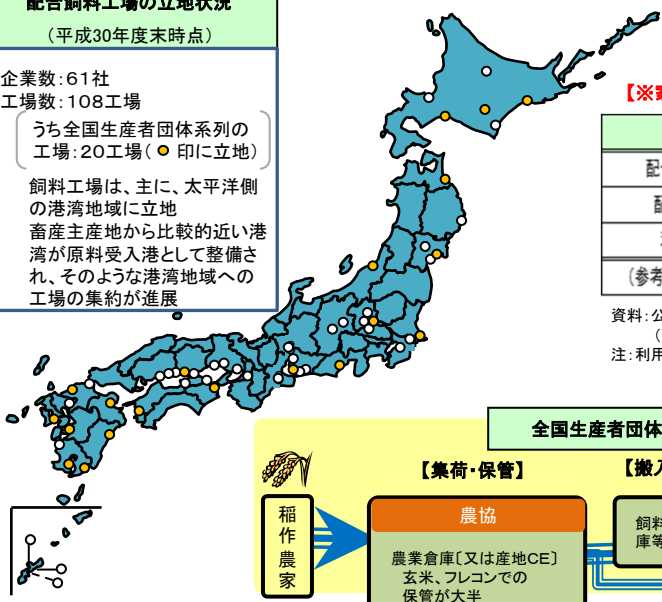 配合飼料工場の立地状況
（平成30年度末時点）
企業数：61社
工場数：108工場
うち全国生産者団体系列の
工場：20工場（ 印に立地）
飼料工場は、主に、太平洋側
の港湾地域に立地
畜産主産地から比較的近い港
湾が原料受入港として整備さ
れ、そのような港湾地域への
工場の集約が進展
【※
配
（参考
資料：公
（
注：利用
全国生産者団体
【集荷・保管】
【搬入
稲作農家
農協
農業倉庫〔又は産地CE〕
玄米、フレコンでの
保管が大半
飼料
庫等